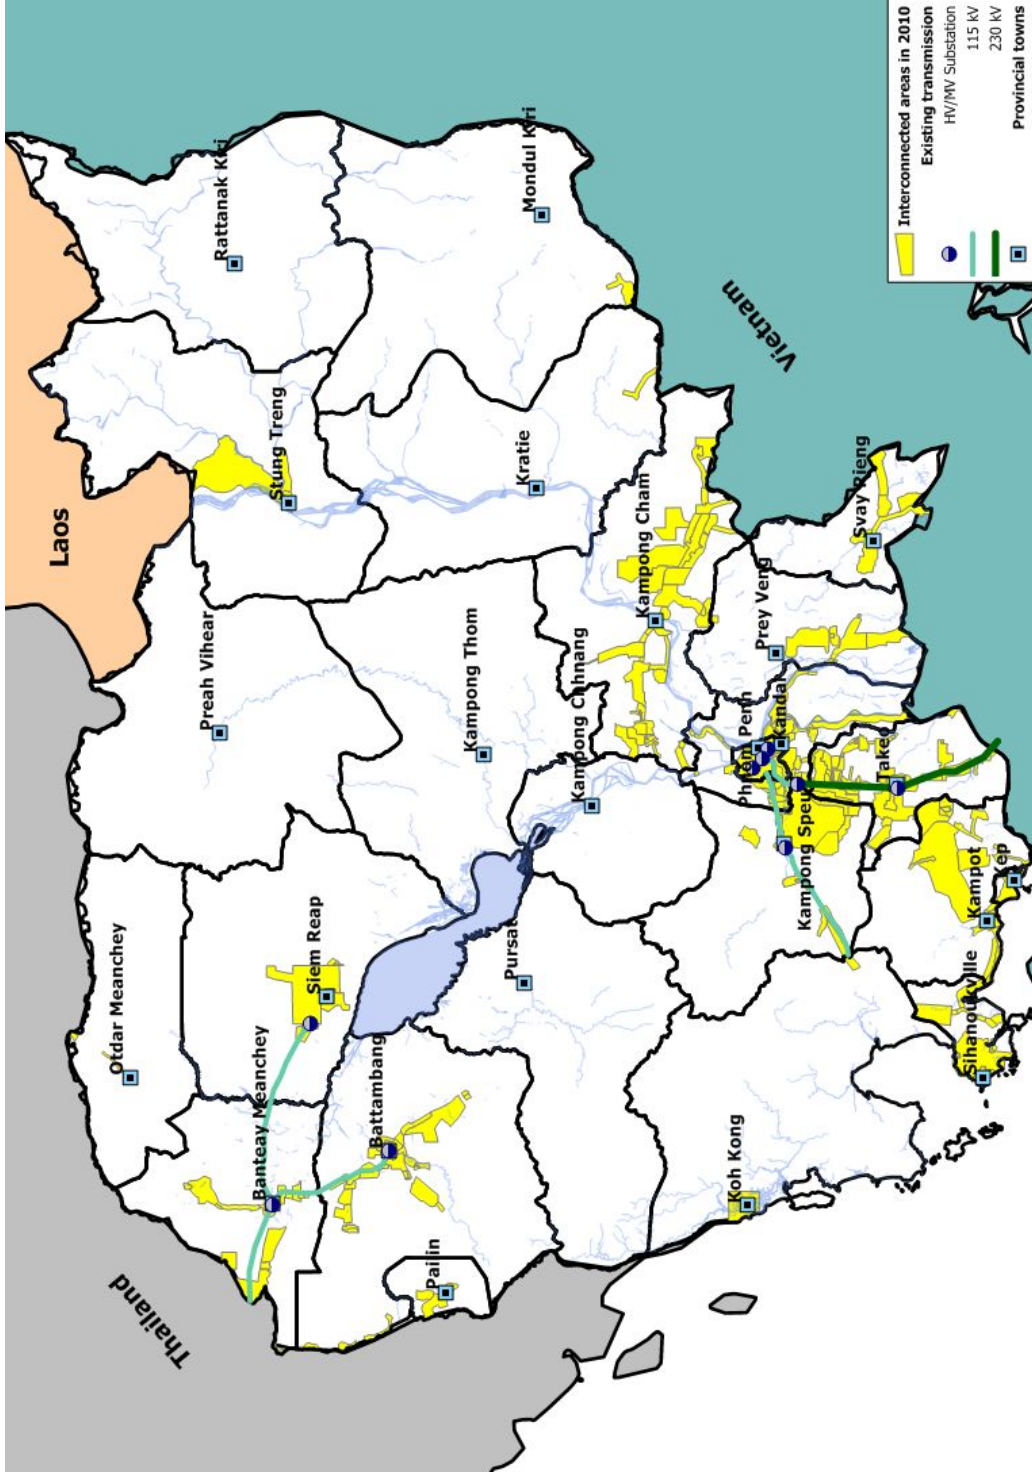 Laos
Thailand
Vietnam
Otdar Meanchey
Preah Vihear
Rattanak Kiri
Stung Treng
Banteay Meanchey
Siem Reap
Battambang
Kampong Thom
Kratie
Mondul Kiri
Pailin
Pursat
Kampong Chhnang
Kampong Cham
Koh Kong
Kampong Speu
Phnom Penh
Kandal
Prey Veng
Svay Rieng
Takeo
Sihanoukville
Kampot
Kep
Interconnected areas in 2010
Existing transmission
HV/MV Substation
115 kV
230 kV
Provincial towns